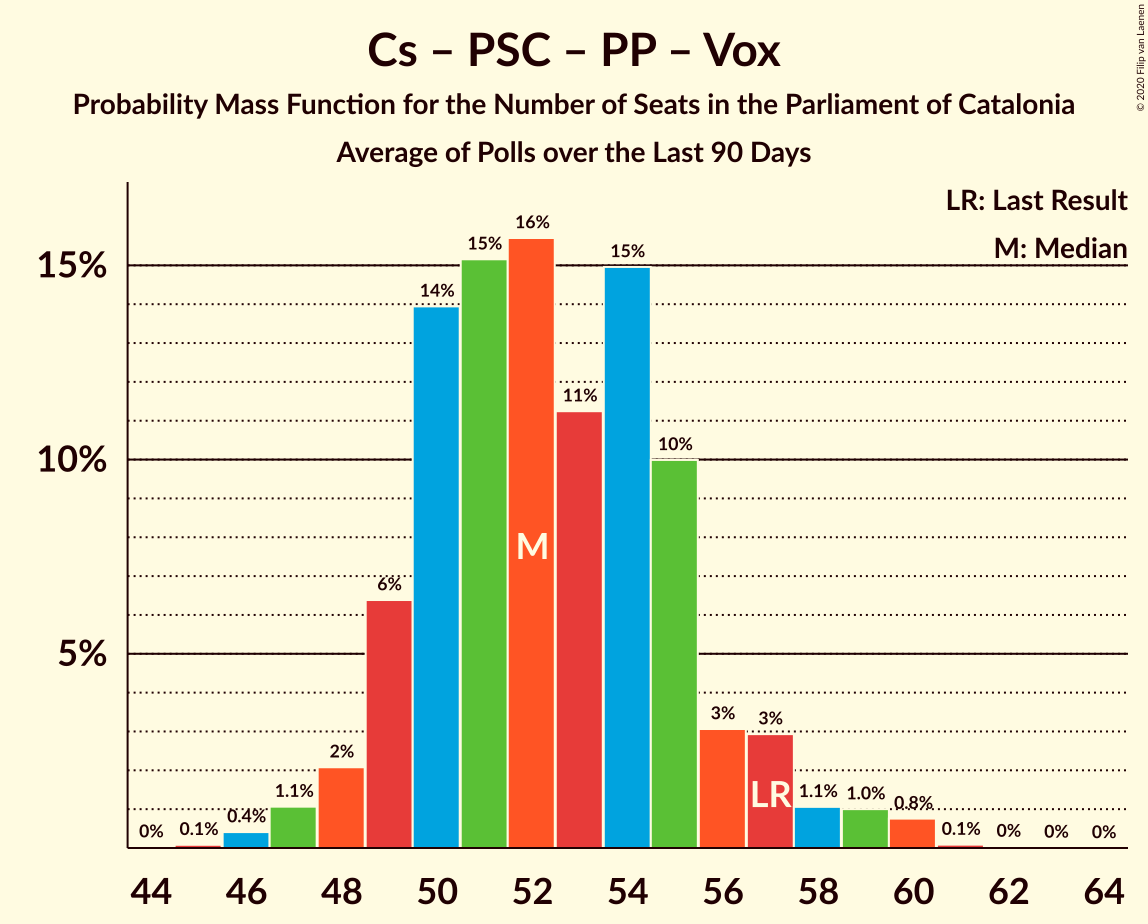 Cs – PSC – PP – Vox
Probability Mass Function for the Number of Seats in the Parliament of Catalonia
Average of Polls over the Last 90 Days
© 2020 Filip van Laenen
LR: Last Result
M: Median
15%
10%
5%
0%
0.1%
0.4%
1.1%
2%
6%
14%
15%
16%
11%
15%
10%
3%
3%
1.1%
1.0%
0.8%
0.1%
0%
0%
0%
M
LR
44 46 48 50 52 54 56 58 60 62 64